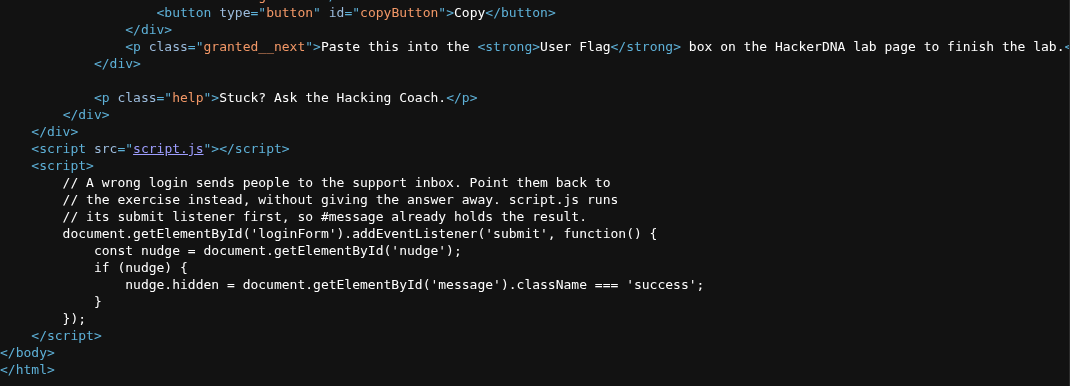 <button type="button" id="copyButton">Copy</button>
</div>
<p class="granted__next">Paste this into the <strong>User Flag</strong> box on the HackerDNA lab page to finish the lab.<
</div>
<p class="help">Stuck? Ask the Hacking Coach.</p>
</div>
</div>
<script src="script.js"></script>
<script>
// A wrong login sends people to the support inbox. Point them back to
// the exercise instead, without giving the answer away. script.js runs
// its submit listener first, so #message already holds the result.
document.getElementById('loginForm').addEventListener('submit', function() {
const nudge = document.getElementById('nudge');
if (nudge) {
nudge.hidden = document.getElementById('message').className === 'success';
}
});
</script>
</body>
</html>